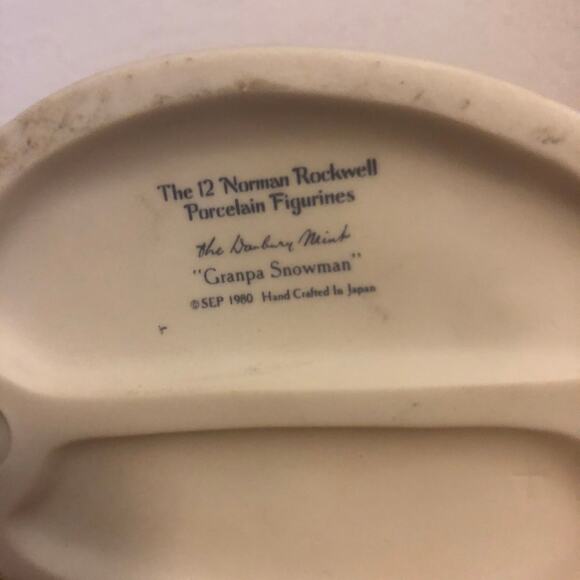 The 12 Norman Rockwell
Porcelain Figurines
The Danbury Mint
"Granpa Snowman"
© SEP 1980 Hand Crafted In Japan